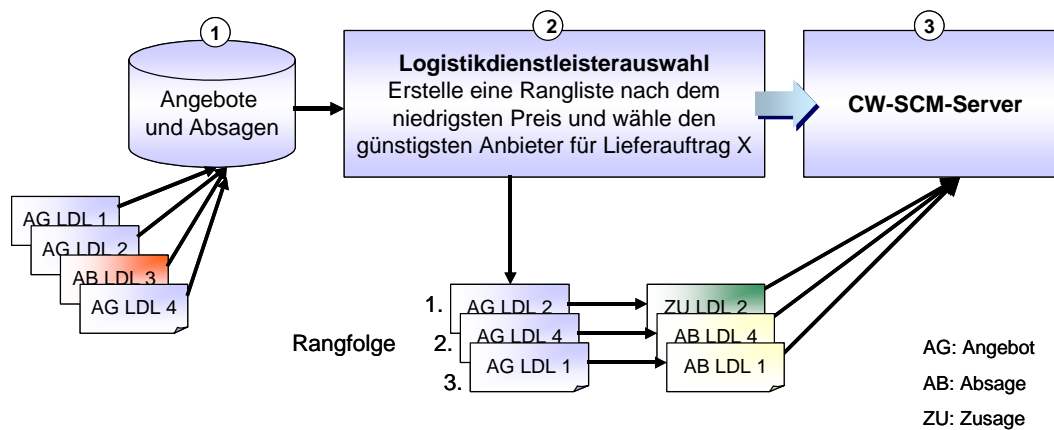 1
2
3
Angebote
und Absagen
Logistikdienstleisterauswahl
Erstelle eine Rangliste nach dem
niedrigsten Preis und wähle den
günstigsten Anbieter für Lieferauftrag X
CW-SCM-Server
AG LDL 1
AG LDL 2
AB LDL 3
AG LDL 4
Rangfolge
1. AG LDL 2
2. AG LDL 4
3. AG LDL 1
ZU LDL 2
AB LDL 4
AB LDL 1
AG: Angebot
AB: Absage
ZU: Zusage